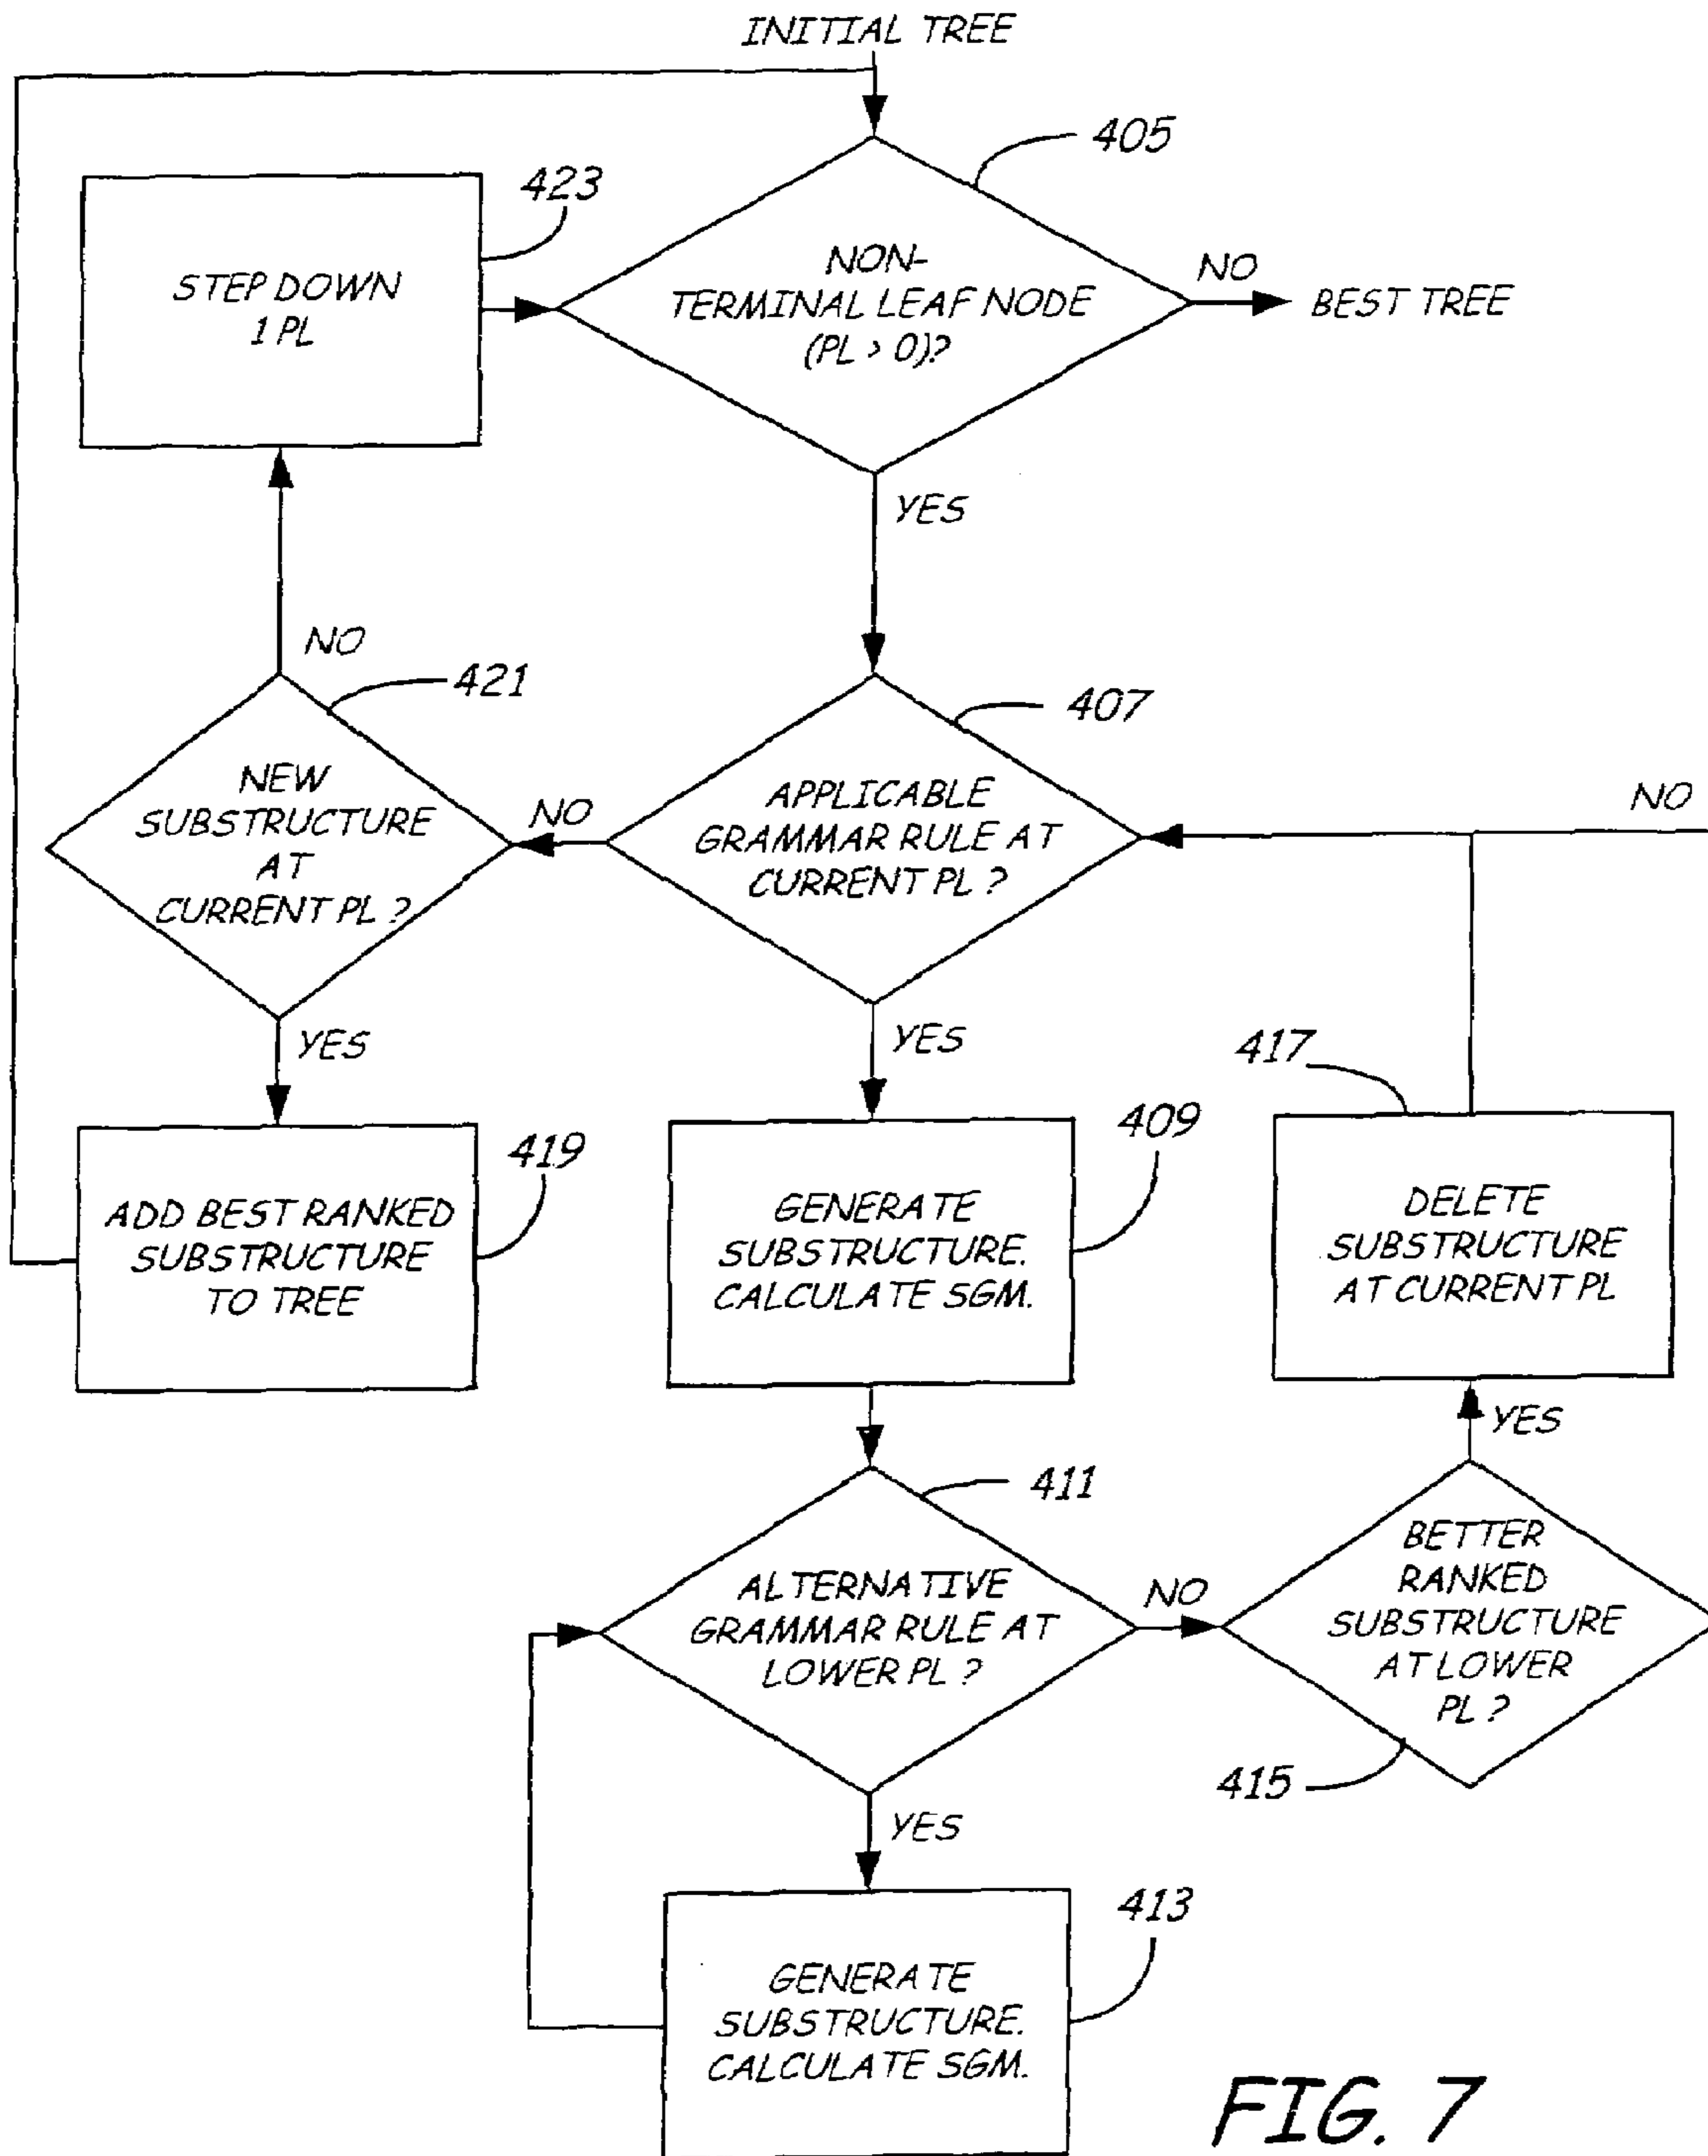 INITIAL TREE
405
423
NON-
TERMINAL LEAF NODE
(PL > 0)?
NO
BEST TREE
STEP DOWN
1 PL
YES
NO
421
407
NEW
SUBSTRUCTURE
AT
CURRENT PL ?
NO
APPLICABLE
GRAMMAR RULE AT
CURRENT PL ?
NO
YES
YES
417
409
419
ADD BEST RANKED
SUBSTRUCTURE
TO TREE
GENERATE
SUBSTRUCTURE.
CALCULATE SGM.
DELETE
SUBSTRUCTURE
AT CURRENT PL
YES
411
ALTERNATIVE
GRAMMAR RULE AT
LOWER PL ?
NO
BETTER
RANKED
SUBSTRUCTURE
AT LOWER
PL ?
415
YES
413
GENERATE
SUBSTRUCTURE.
CALCULATE SGM.
FIG. 7